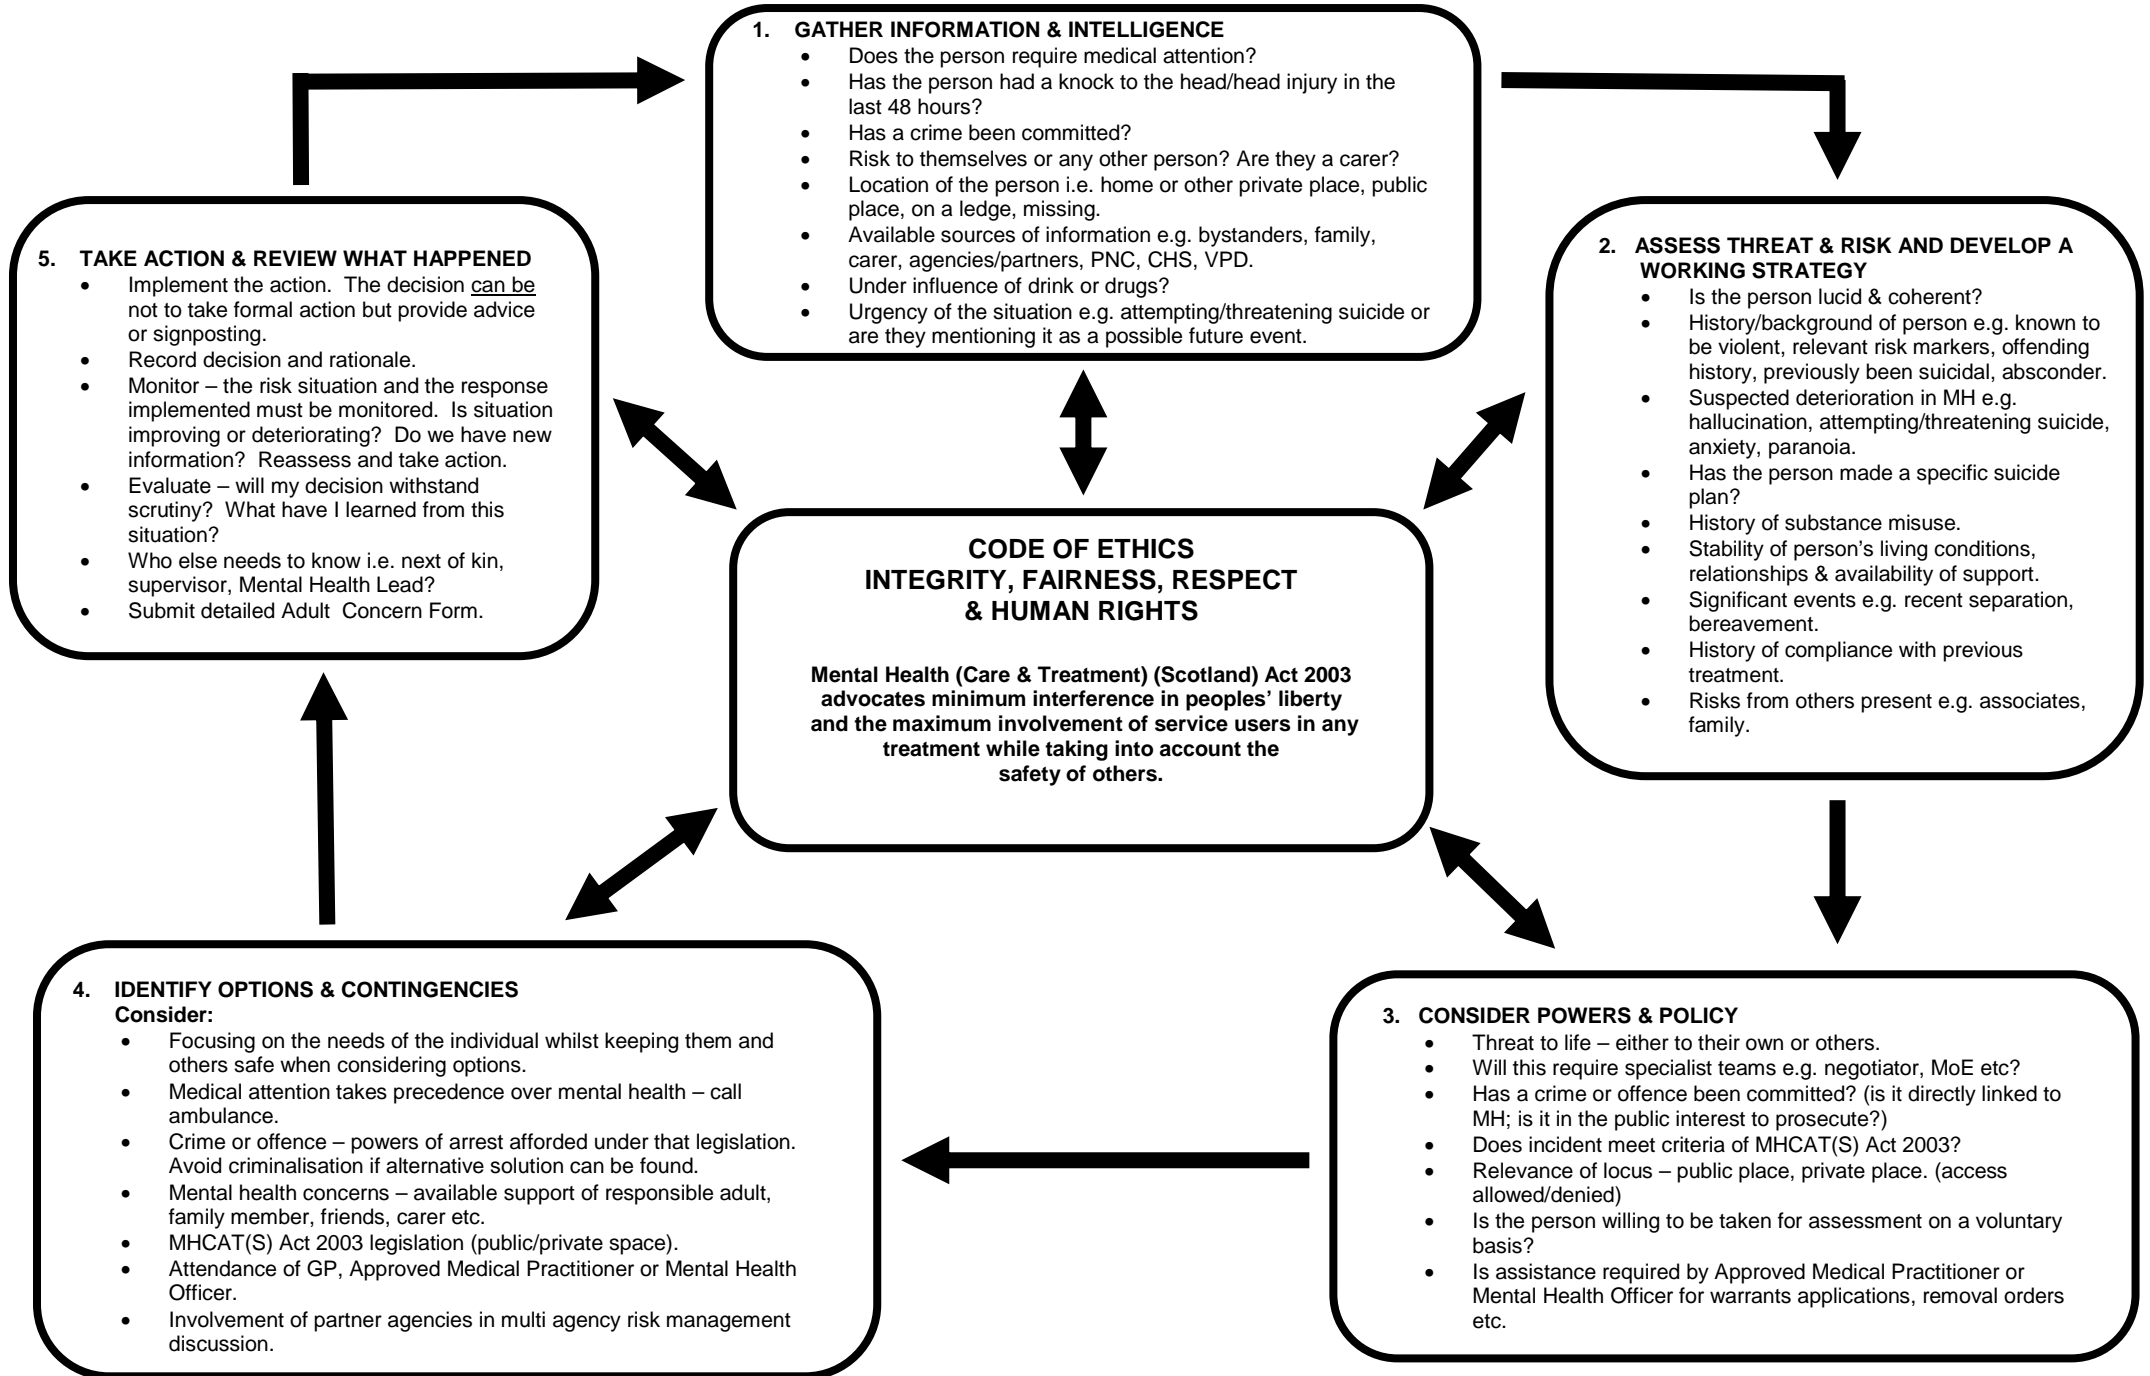 1. GATHER INFORMATION & INTELLIGENCE
• Does the person require medical attention?
• Has the person had a knock to the head/head injury in the
last 48 hours?
• Has a crime been committed?
• Risk to themselves or any other person? Are they a carer?
• Location of the person i.e. home or other private place, public
place, on a ledge, missing.
• Available sources of information e.g. bystanders, family,
carer, agencies/partners, PNC, CHS, VPD.
• Under influence of drink or drugs?
• Urgency of the situation e.g. attempting/threatening suicide or
are they mentioning it as a possible future event.
2. ASSESS THREAT & RISK AND DEVELOP A
WORKING STRATEGY
• Is the person lucid & coherent?
• History/background of person e.g. known to
be violent, relevant risk markers, offending
history, previously been suicidal, absconder.
• Suspected deterioration in MH e.g.
hallucination, attempting/threatening suicide,
anxiety, paranoia.
• Has the person made a specific suicide
plan?
• History of substance misuse.
• Stability of person’s living conditions,
relationships & availability of support.
• Significant events e.g. recent separation,
bereavement.
• History of compliance with previous
treatment.
• Risks from others present e.g. associates,
family.
3. CONSIDER POWERS & POLICY
• Threat to life – either to their own or others.
• Will this require specialist teams e.g. negotiator, MoE etc?
• Has a crime or offence been committed? (is it directly linked to
MH; is it in the public interest to prosecute?)
• Does incident meet criteria of MHCAT(S) Act 2003?
• Relevance of locus – public place, private place. (access
allowed/denied)
• Is the person willing to be taken for assessment on a voluntary
basis?
• Is assistance required by Approved Medical Practitioner or
Mental Health Officer for warrants applications, removal orders
etc.
4. IDENTIFY OPTIONS & CONTINGENCIES
Consider:
• Focusing on the needs of the individual whilst keeping them and
others safe when considering options.
• Medical attention takes precedence over mental health – call
ambulance.
• Crime or offence – powers of arrest afforded under that legislation.
Avoid criminalisation if alternative solution can be found.
• Mental health concerns – available support of responsible adult,
family member, friends, carer etc.
• MHCAT(S) Act 2003 legislation (public/private space).
• Attendance of GP, Approved Medical Practitioner or Mental Health
Officer.
• Involvement of partner agencies in multi agency risk management
discussion.
5. TAKE ACTION & REVIEW WHAT HAPPENED
• Implement the action. The decision can be
not to take formal action but provide advice
or signposting.
• Record decision and rationale.
• Monitor – the risk situation and the response
implemented must be monitored. Is situation
improving or deteriorating? Do we have new
information? Reassess and take action.
• Evaluate – will my decision withstand
scrutiny? What have I learned from this
situation?
• Who else needs to know i.e. next of kin,
supervisor, Mental Health Lead?
• Submit detailed Adult Concern Form.
CODE OF ETHICS
INTEGRITY, FAIRNESS, RESPECT
& HUMAN RIGHTS
Mental Health (Care & Treatment) (Scotland) Act 2003
advocates minimum interference in peoples’ liberty
and the maximum involvement of service users in any
treatment while taking into account the
safety of others.